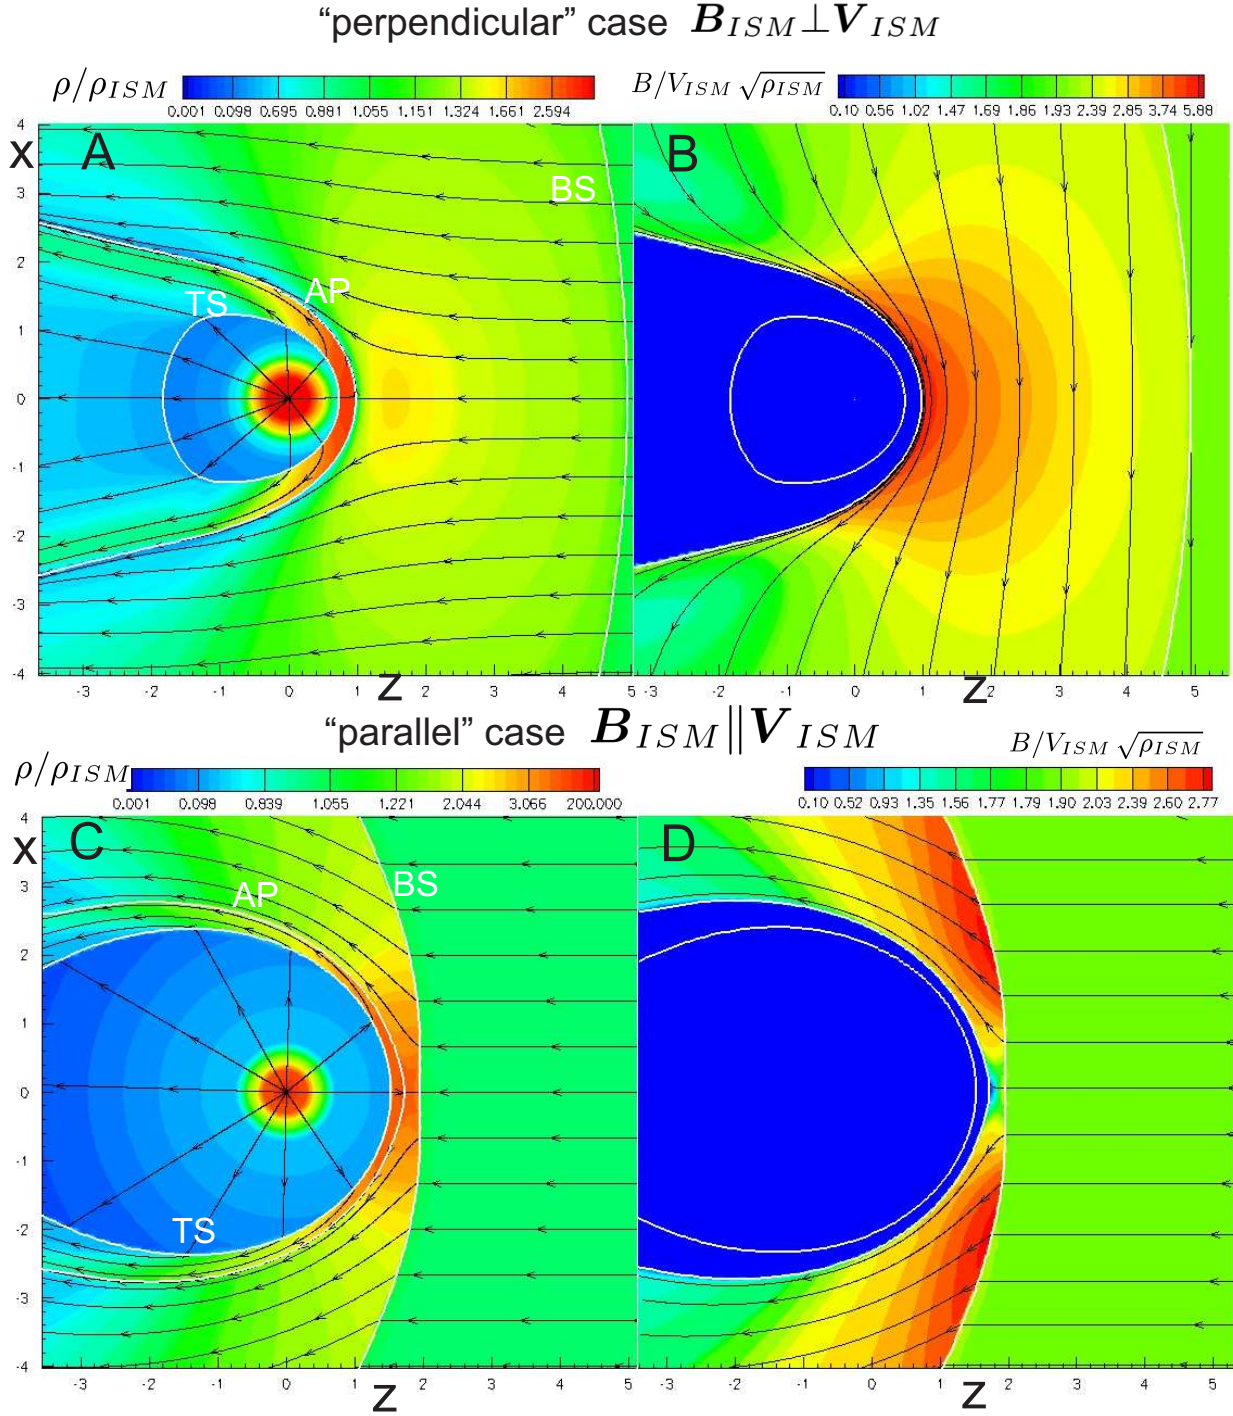 “perpendicular” case B_ISM ⊥ V_ISM
ρ/ρ_ISM
0.001 0.098 0.695 0.881 1.055 1.151 1.324 1.661 2.594
B/V_ISM √ρ_ISM
0.10 0.56 1.02 1.47 1.69 1.86 1.93 2.39 2.85 3.74 5.88
A
B
X
BS
AP
TS
4
3
2
1
0
-1
-2
-3
-4
-3 -2 -1 0 1 2 3 4 5
Z
-3 -2 -1 0 1 2 3 4 5
Z
“parallel” case B_ISM ∥ V_ISM
ρ/ρ_ISM
0.001 0.098 0.839 1.055 1.221 2.044 3.066 200.000
B/V_ISM √ρ_ISM
0.10 0.52 0.93 1.35 1.56 1.77 1.79 1.90 2.03 2.39 2.60 2.77
C
D
X
AP
BS
TS
4
3
2
1
0
-1
-2
-3
-4
-3 -2 -1 0 1 2 3 4 5
Z
-3 -2 -1 0 1 2 3 4 5
Z